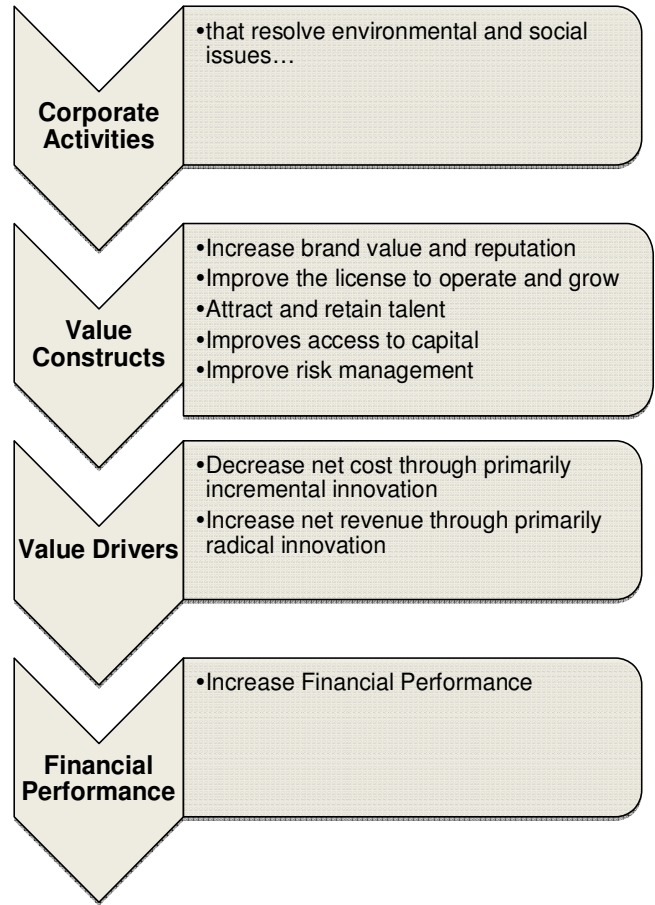 Corporate
Activities
•that resolve environmental and social
issues…
Value
Constructs
•Increase brand value and reputation
•Improve the license to operate and grow
•Attract and retain talent
•Improves access to capital
•Improve risk management
Value Drivers
•Decrease net cost through primarily
incremental innovation
•Increase net revenue through primarily
radical innovation
Financial
Performance
•Increase Financial Performance